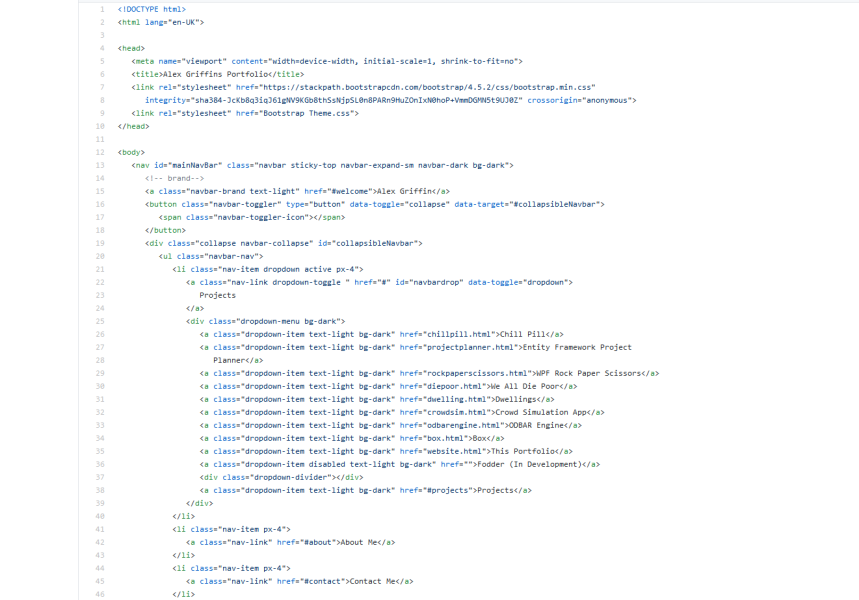 1 <!DOCTYPE html>
2 <html lang="en-UK">
3
4 <head>
5 <meta name="viewport" content="width=device-width, initial-scale=1, shrink-to-fit=no">
6 <title>Alex Griffins Portfolio</title>
7 <link rel="stylesheet" href="https://stackpath.bootstrapcdn.com/bootstrap/4.5.2/css/bootstrap.min.css"
8 integrity="sha384-JcKb8q3iqJ61gNV9KGb8thSsNjpSL0n8PARn9HuZOnIxN0hoP+VmmDGMN5t9UJ0Z" crossorigin="anonymous">
9 <link rel="stylesheet" href="Bootstrap Theme.css">
10 </head>
11
12 <body>
13 <nav id="mainNavBar" class="navbar sticky-top navbar-expand-sm navbar-dark bg-dark">
14 <!-- brand-->
15 <a class="navbar-brand text-light" href="#welcome">Alex Griffin</a>
16 <button class="navbar-toggler" type="button" data-toggle="collapse" data-target="#collapsibleNavbar">
17 <span class="navbar-toggler-icon"></span>
18 </button>
19 <div class="collapse navbar-collapse" id="collapsibleNavbar">
20 <ul class="navbar-nav">
21 <li class="nav-item dropdown active px-4">
22 <a class="nav-link dropdown-toggle " href="#" id="navbardrop" data-toggle="dropdown">
23 Projects
24 </a>
25 <div class="dropdown-menu bg-dark">
26 <a class="dropdown-item text-light bg-dark" href="chillpill.html">Chill Pill</a>
27 <a class="dropdown-item text-light bg-dark" href="projectplanner.html">Entity Framework Project
28 Planner</a>
29 <a class="dropdown-item text-light bg-dark" href="rockpaperscissors.html">WPF Rock Paper Scissors</a>
30 <a class="dropdown-item text-light bg-dark" href="diepoor.html">We All Die Poor</a>
31 <a class="dropdown-item text-light bg-dark" href="dwelling.html">Dwellings</a>
32 <a class="dropdown-item text-light bg-dark" href="crowdsim.html">Crowd Simulation App</a>
33 <a class="dropdown-item text-light bg-dark" href="odbarengine.html">ODBAR Engine</a>
34 <a class="dropdown-item text-light bg-dark" href="box.html">Box</a>
35 <a class="dropdown-item text-light bg-dark" href="website.html">This Portfolio</a>
36 <a class="dropdown-item disabled text-light bg-dark" href="">Fodder (In Development)</a>
37 <div class="dropdown-divider"></div>
38 <a class="dropdown-item text-light bg-dark" href="#projects">Projects</a>
39 </div>
40 </li>
41 <li class="nav-item px-4">
42 <a class="nav-link" href="#about">About Me</a>
43 </li>
44 <li class="nav-item px-4">
45 <a class="nav-link" href="#contact">Contact Me</a>
46 </li>